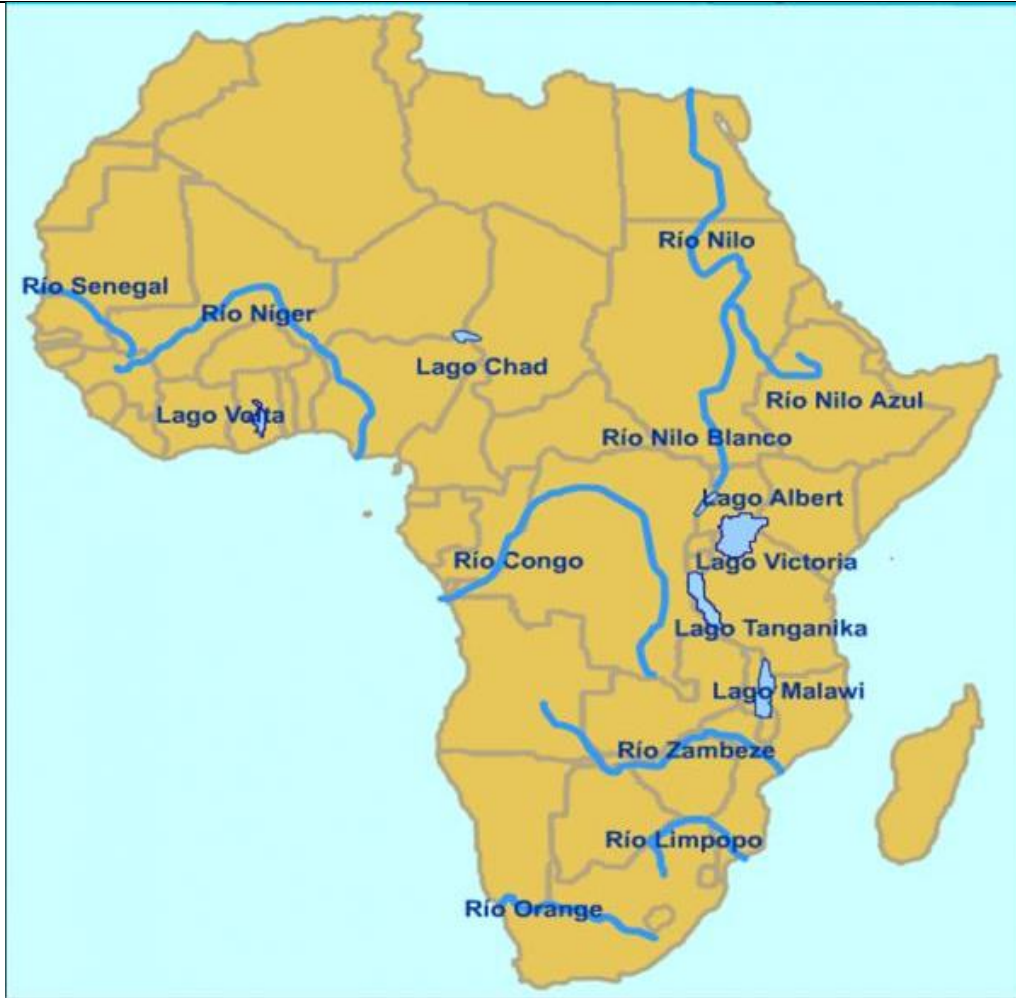 Río Nilo
Río Senegal
Río Níger
Lago Chad
Río Nilo Azul
Lago Volta
Río Nilo Blanco
Lago Albert
Río Congo
Lago Victoria
Lago Tanganika
Lago Malawi
Río Zambeze
Río Limpopo
Río Orange